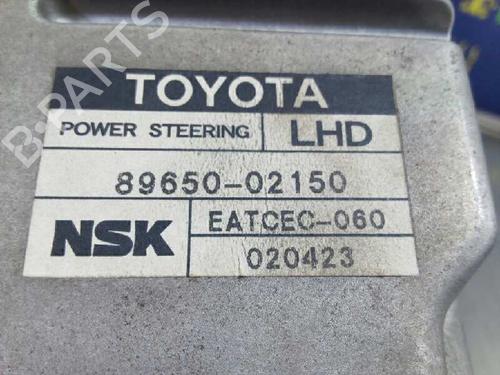 TOYOTA
POWER STEERING LHD
89650-02150
NSK EATCEC-060
020423
B-PARTS